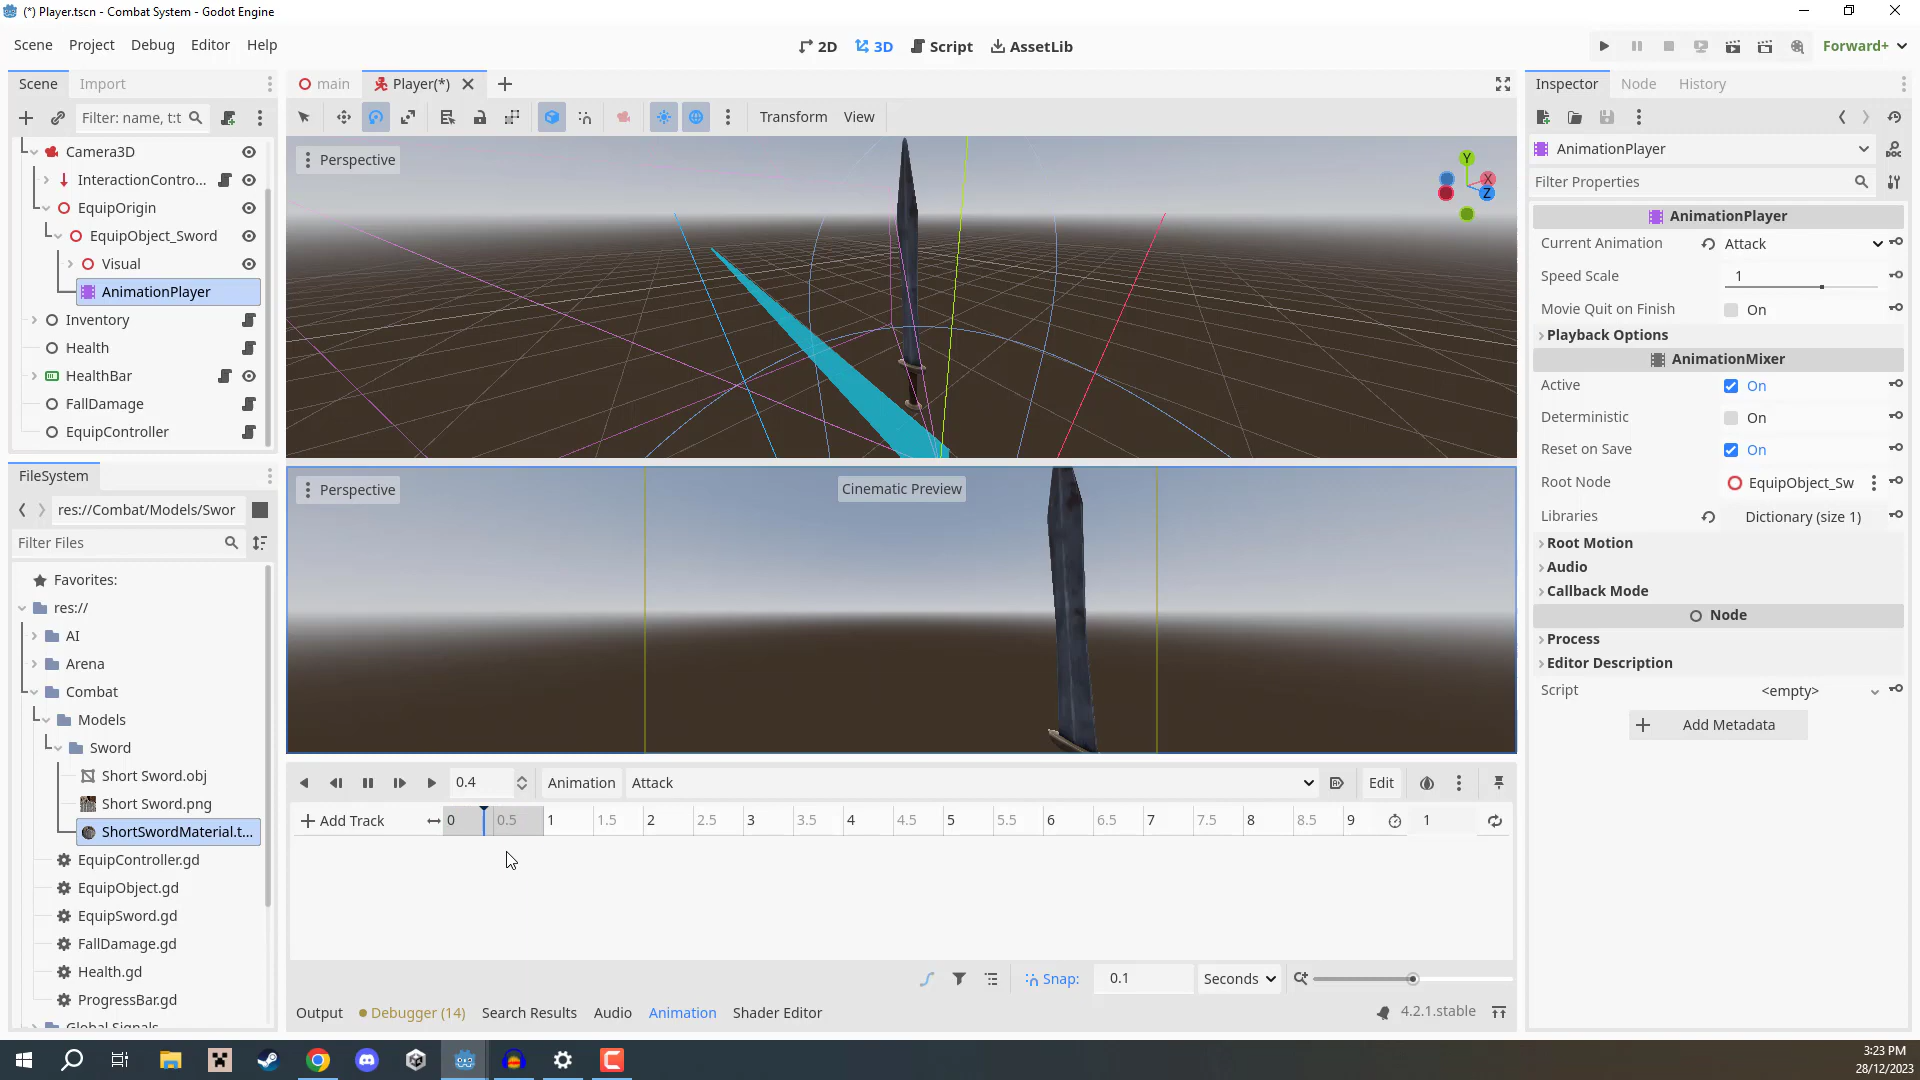 (*) Player.tscn - Combat System - Godot Engine
Scene Project Debug Editor Help
2D 3D Script AssetLib
Forward+
Scene Import
main Player(*)
Inspector Node History
Filter: name, t:t
Transform View
Camera3D
InteractionContro...
EquipOrigin
EquipObject_Sword
Visual
AnimationPlayer
Inventory
Health
HealthBar
FallDamage
EquipController
FileSystem
res://Combat/Models/Swor
Filter Files
Favorites:
res://
AI
Arena
Combat
Models
Sword
Short Sword.obj
Short Sword.png
ShortSwordMaterial.t...
EquipController.gd
EquipObject.gd
EquipSword.gd
FallDamage.gd
Health.gd
ProgressBar.gd
Global Signals
Perspective
Y
X
Z
Perspective
Cinematic Preview
0.4 Animation Attack Edit
Add Track 0 0.5 1 1.5 2 2.5 3 3.5 4 4.5 5 5.5 6 6.5 7 7.5 8 8.5 9 1
Snap: 0.1 Seconds
Output Debugger (14) Search Results Audio Animation Shader Editor 4.2.1.stable
AnimationPlayer
DOC
Filter Properties
AnimationPlayer
Current Animation Attack
Speed Scale 1
Movie Quit on Finish On
Playback Options
AnimationMixer
Active On
Deterministic On
Reset on Save On
Root Node EquipObject_Sw
Libraries Dictionary (size 1)
Root Motion
Audio
Callback Mode
Node
Process
Editor Description
Script <empty>
Add Metadata
3:23 PM
28/12/2023